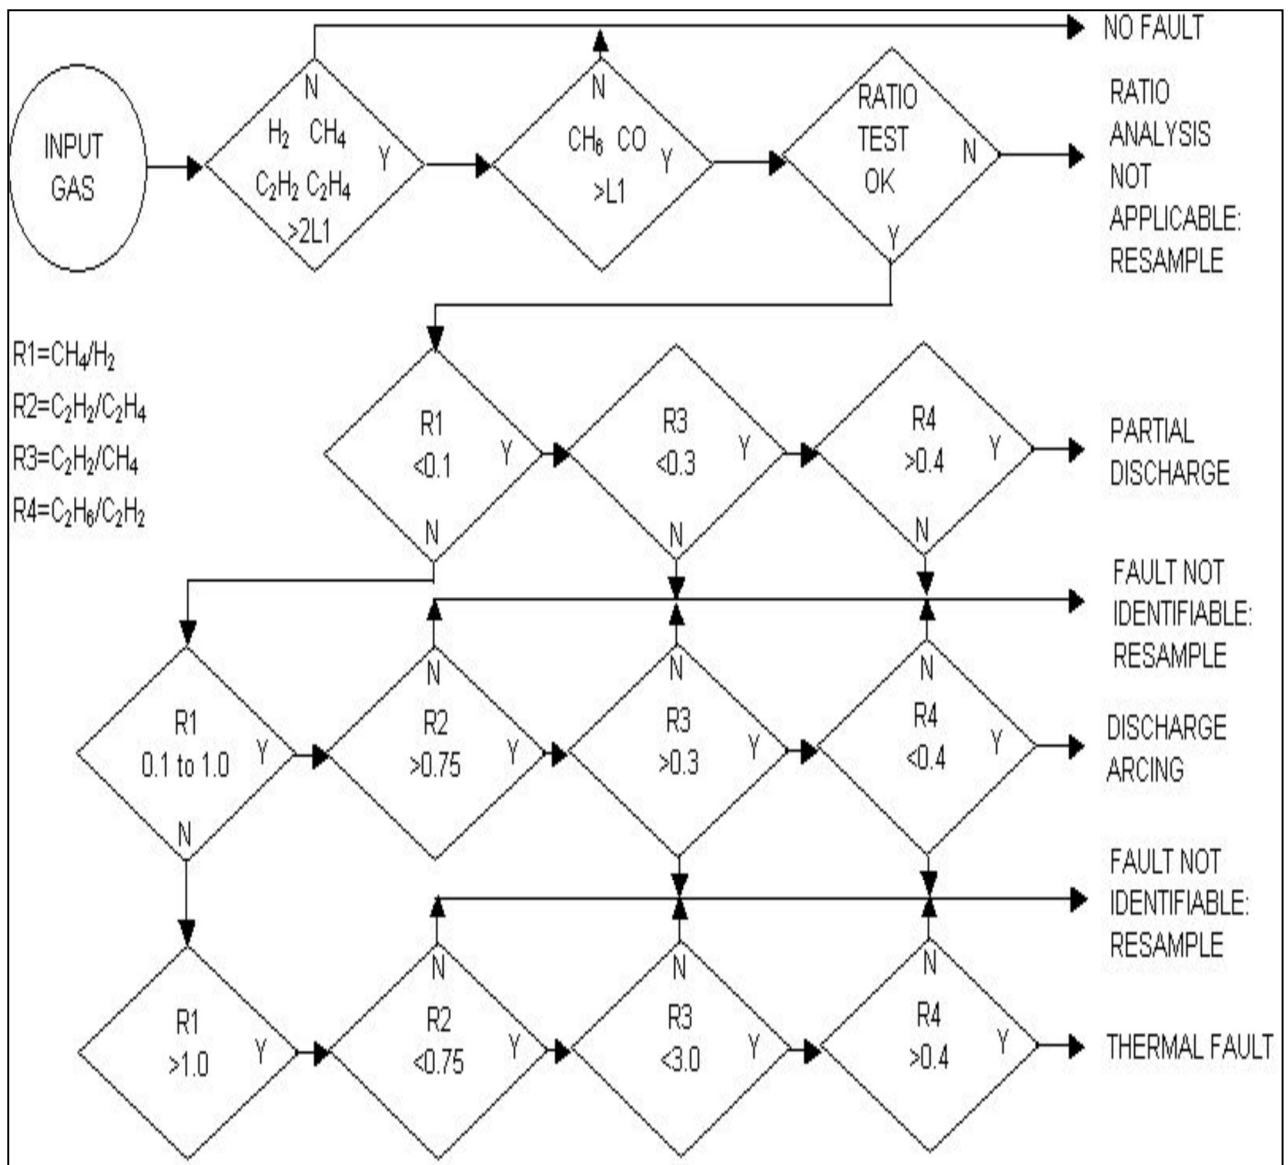 NO FAULT
INPUT
GAS
N
H₂ CH₄
Y
C₂H₂ C₂H₄
>2L1
N
CH₆ CO
Y
>L1
RATIO
TEST
OK
N
Y
RATIO
ANALYSIS
NOT
APPLICABLE:
RESAMPLE
R1=CH₄/H₂
R2=C₂H₂/C₂H₄
R3=C₂H₂/CH₄
R4=C₂H₆/C₂H₂
R1
<0.1
Y
N
R3
<0.3
Y
N
R4
>0.4
Y
N
PARTIAL
DISCHARGE
FAULT NOT
IDENTIFIABLE:
RESAMPLE
R1
0.1 to 1.0
Y
N
N
R2
>0.75
Y
N
R3
>0.3
Y
N
R4
<0.4
Y
DISCHARGE
ARCING
FAULT NOT
IDENTIFIABLE:
RESAMPLE
R1
>1.0
Y
N
R2
<0.75
Y
N
R3
<3.0
Y
N
R4
>0.4
Y
THERMAL FAULT